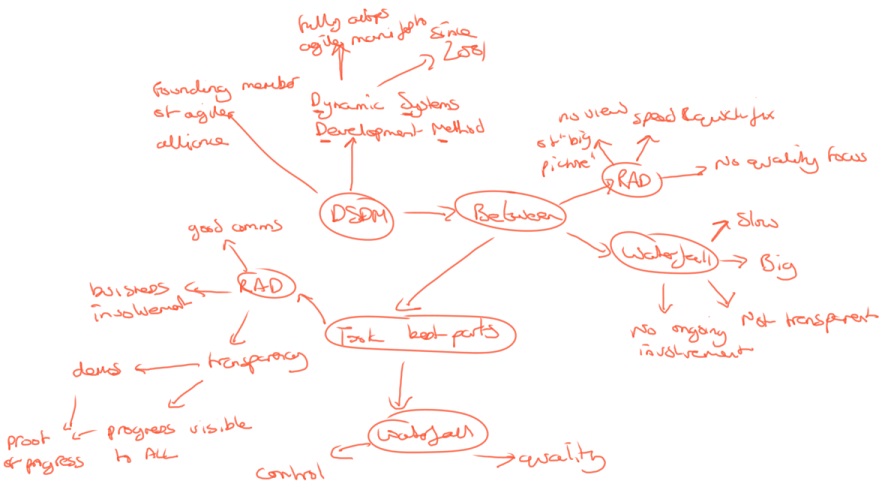 Fully adops
agile manifesto
since
2001
Founding member
of agile
alliance
Dynamic Systems
Development Method
no view
of "big
picture"
speed & quick fix
RAD
No quality focus
DSDM
Between
good comms
Slow
Waterfall
Big
RAD
business
involvement
Not transparent
No ongoing
involvement
Took best parts
transparency
demos
progress visible
to ALL
proof
of progress
Waterfall
control
quality